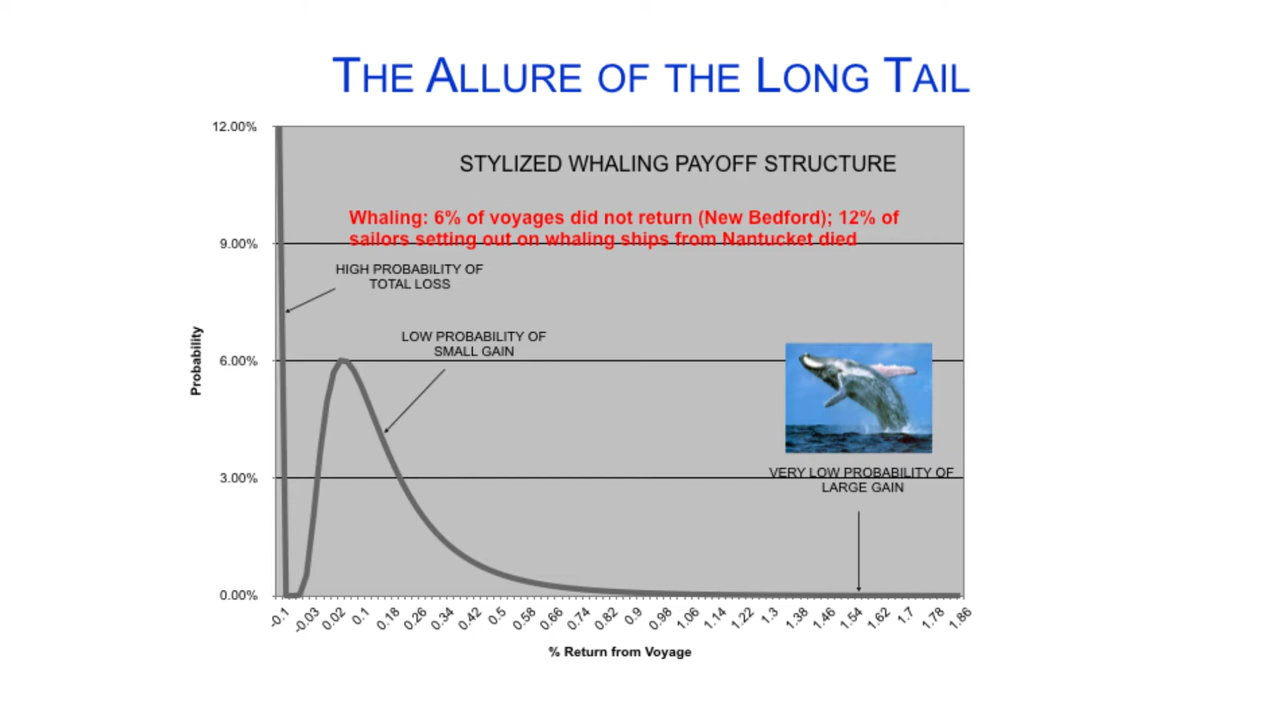 THE ALLURE OF THE LONG TAIL
12.00%
STYLIZED WHALING PAYOFF STRUCTURE
Whaling: 6% of voyages did not return (New Bedford); 12% of
sailors setting out on whaling ships from Nantucket died
9.00%
HIGH PROBABILITY OF
TOTAL LOSS
LOW PROBABILITY OF
SMALL GAIN
Probability
6.00%
3.00%
VERY LOW PROBABILITY OF
LARGE GAIN
0.00%
-0.1 -0.03 0.02 0.1 0.18 0.26 0.34 0.42 0.5 0.58 0.66 0.74 0.82 0.9 0.98 1.06 1.14 1.22 1.3 1.38 1.46 1.54 1.62 1.7 1.78 1.86
% Return from Voyage